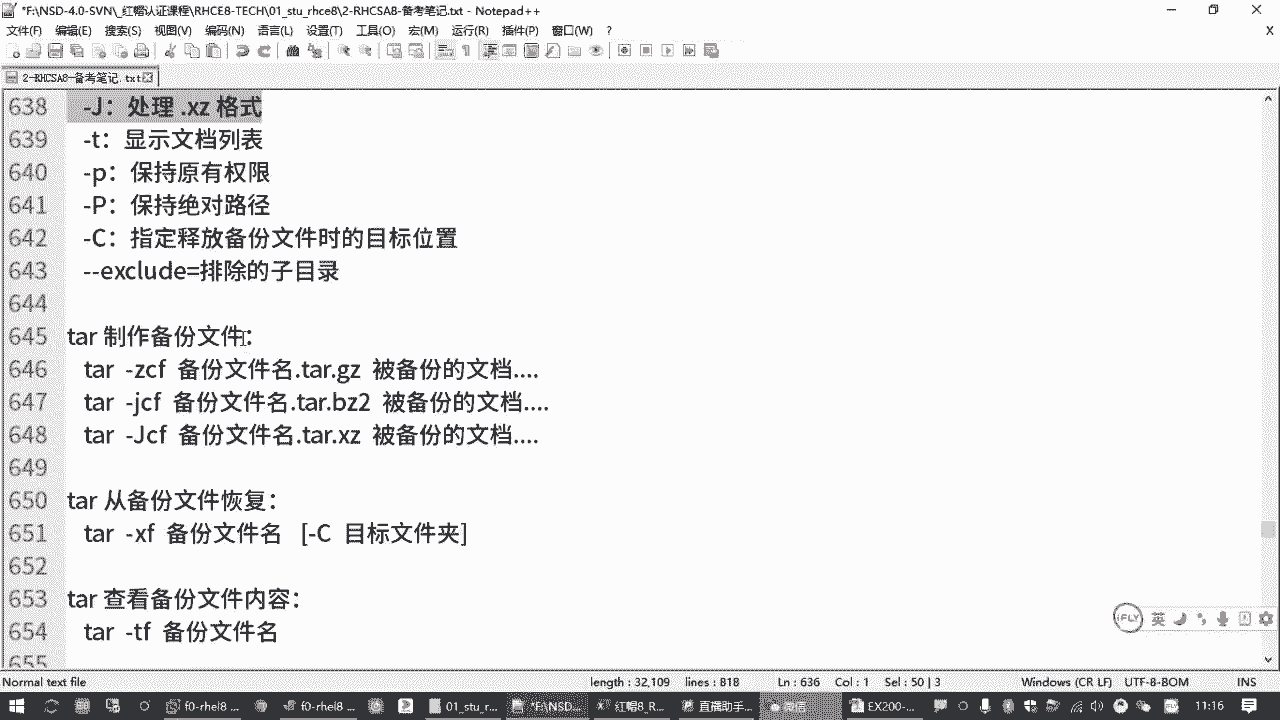 *F:\NSD-4.0-SVN\_红帽认证课程\RHCE8-TECH\01_stu_rhce8\2-RHCSA8-备考笔记.txt - Notepad++
文件(F) 编辑(E) 搜索(S) 视图(V) 编码(N) 语言(L) 设置(T) 工具(O) 宏(M) 运行(R) 插件(P) 窗口(W) ? X
2-RHCSA8-备考笔记.txt
638 -J：处理 .xz 格式
639 -t：显示文档列表
640 -p：保持原有权限
641 -P：保持绝对路径
642 -C：指定释放备份文件时的目标位置
643 --exclude=排除的子目录
644
645 tar 制作备份文件：
646 tar -zcf 备份文件名.tar.gz 被备份的文档....
647 tar -jcf 备份文件名.tar.bz2 被备份的文档....
648 tar -Jcf 备份文件名.tar.xz 被备份的文档....
649
650 tar 从备份文件恢复：
651 tar -xf 备份文件名 [-C 目标文件夹]
652
653 tar 查看备份文件内容：
654 tar -tf 备份文件名
655
iFLY 英
Normal text file length : 32,109 lines : 818 Ln : 636 Col : 1 Sel : 50 | 3 Windows (CR LF) UTF-8-BOM INS
f0-rhel8 ... f0-rhel8 ... 01_stu_r... *F:\NSD... 红帽8_R... 直播助手... EX200-... 11:16